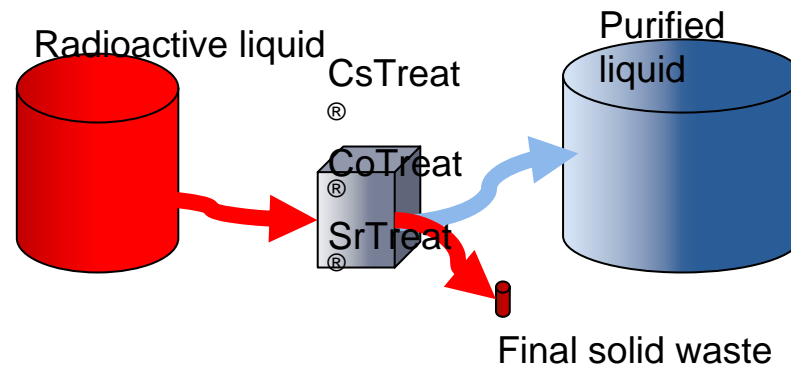 Radioactive liquid
CsTreat
®
CoTreat
®
SrTreat
®
Purified
liquid
Final solid waste